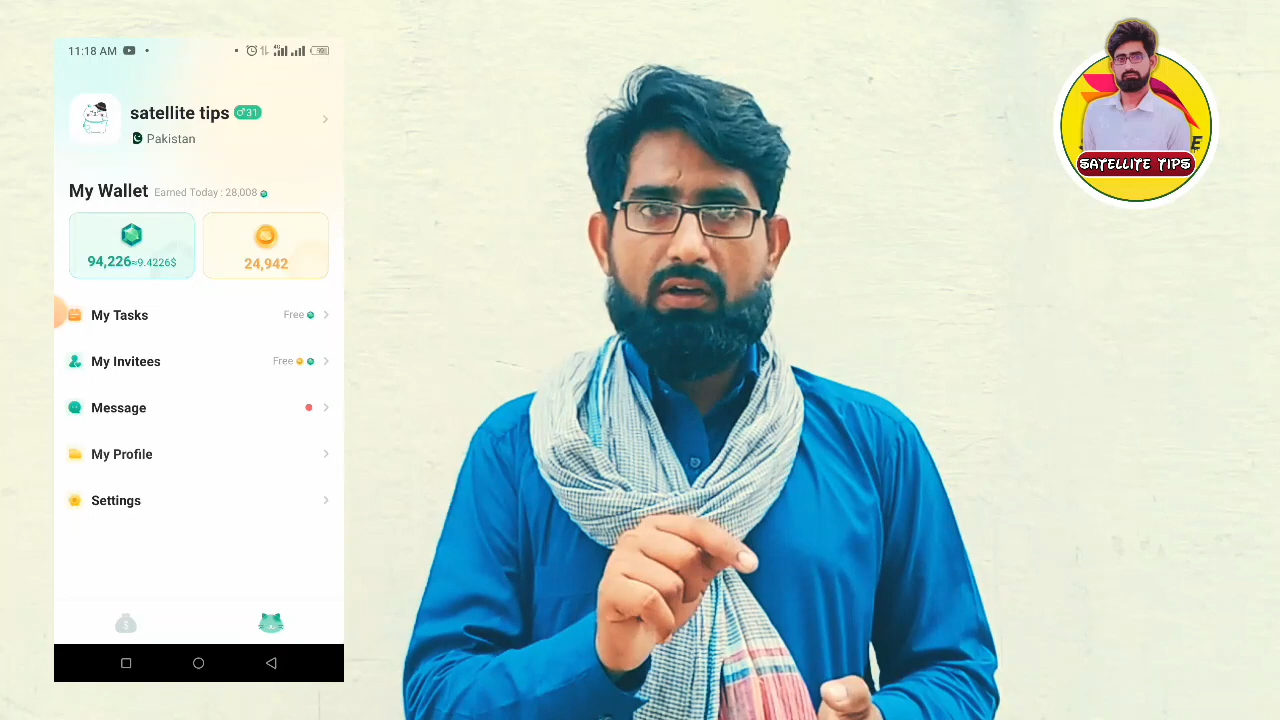 11:18 AM
satellite tips ♂31
Pakistan
My Wallet Earned Today : 28,008
94,226≈9.4226$
24,942
My Tasks Free
My Invitees Free
Message
My Profile
Settings
SATELLITE TIPS